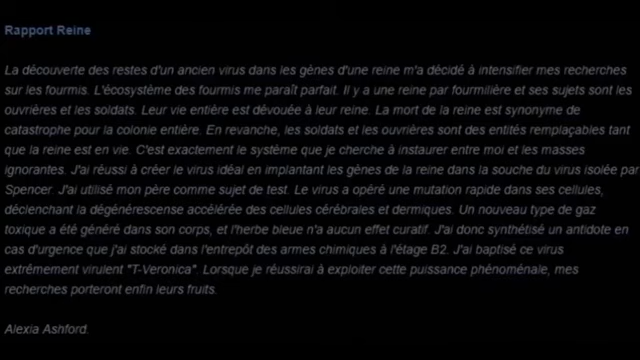 Rapport Reine
La découverte des restes d'un ancien virus dans les gènes d'une reine m'a décidé à intensifier mes recherches
sur les fourmis. L'écosystème des fourmis me paraît parfait. Il y a une reine par fourmilière et ses sujets sont les
ouvrières et les soldats. Leur vie entière est dévouée à leur reine. La mort de la reine est synonyme de
catastrophe pour la colonie entière. En revanche, les soldats et les ouvrières sont des entités remplaçables tant
que la reine est en vie. C'est exactement le système que je cherche à instaurer entre moi et les masses
ignorantes. J'ai réussi à créer le virus idéal en implantant les gènes de la reine dans la souche du virus isolée par
Spencer. J'ai utilisé mon père comme sujet de test. Le virus a opéré une mutation rapide dans ses cellules,
déclenchant la dégénérescense accélérée des cellules cérébrales et dermiques. Un nouveau type de gaz
toxique a été généré dans son corps, et l'herbe bleue n'a aucun effet curatif. J'ai donc synthétisé un antidote en
cas d'urgence que j'ai stocké dans l'entrepôt des armes chimiques à l'étage B2. J'ai baptisé ce virus
extrêmement virulent "T-Veronica". Lorsque je réussirai à exploiter cette puissance phénoménale, mes
recherches porteront enfin leurs fruits.
Alexia Ashford.